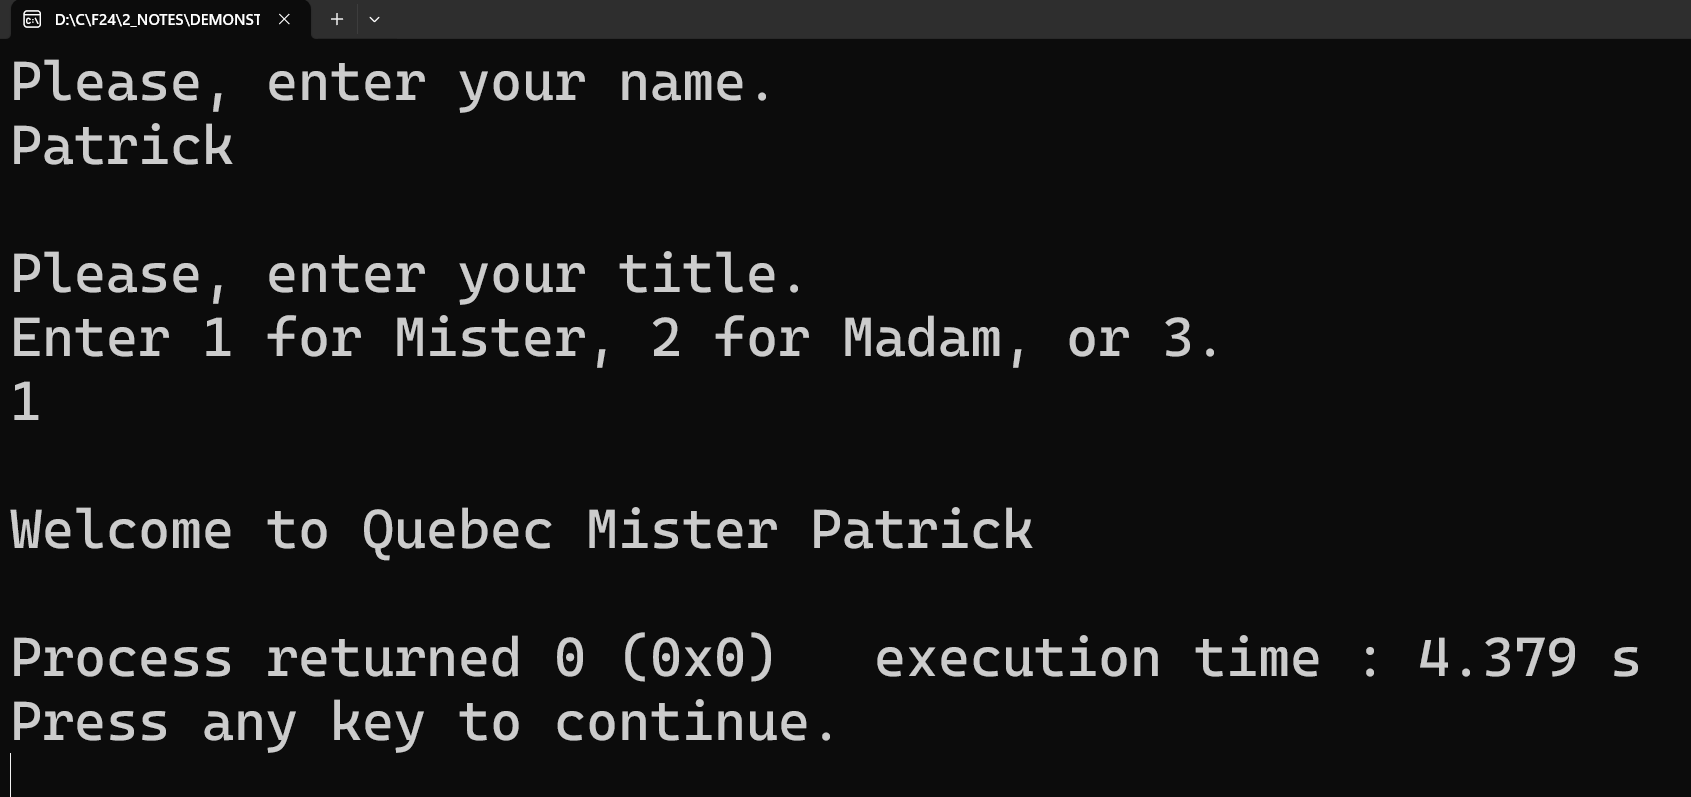 D:\C\F24\2_NOTES\DEMONST
Please, enter your name.
Patrick
Please, enter your title.
Enter 1 for Mister, 2 for Madam, or 3.
1
Welcome to Quebec Mister Patrick
Process returned 0 (0x0)   execution time : 4.379 s
Press any key to continue.